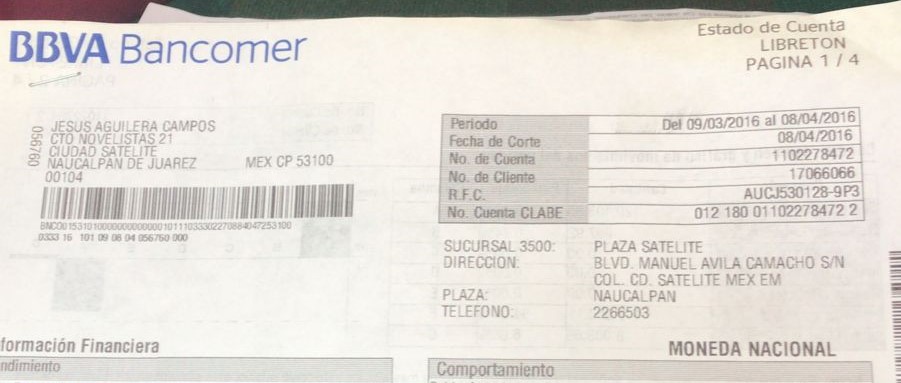 BBVA Bancomer
Estado de Cuenta
LIBRETON
PAGINA 1 / 4
056760
JESUS AGUILERA CAMPOS
CTO NOVELISTAS 21
CIUDAD SATELITE
NAUCALPAN DE JUAREZ MEX CP 53100
00104
0333 16 101 09 08 04 056760 000
Periodo Del 09/03/2016 al 08/04/2016
Fecha de Corte 08/04/2016
No. de Cuenta 1102278472
No. de Cliente 17066066
R.F.C. AUCJ530128-9P3
No. Cuenta CLABE 012 180 01102278472 2
SUCURSAL 3500: PLAZA SATELITE
DIRECCION: BLVD. MANUEL AVILA CAMACHO S/N
COL. CD. SATELITE MEX EM
PLAZA: NAUCALPAN
TELEFONO: 2266503
formación Financiera
MONEDA NACIONAL
ndimiento
Comportamiento